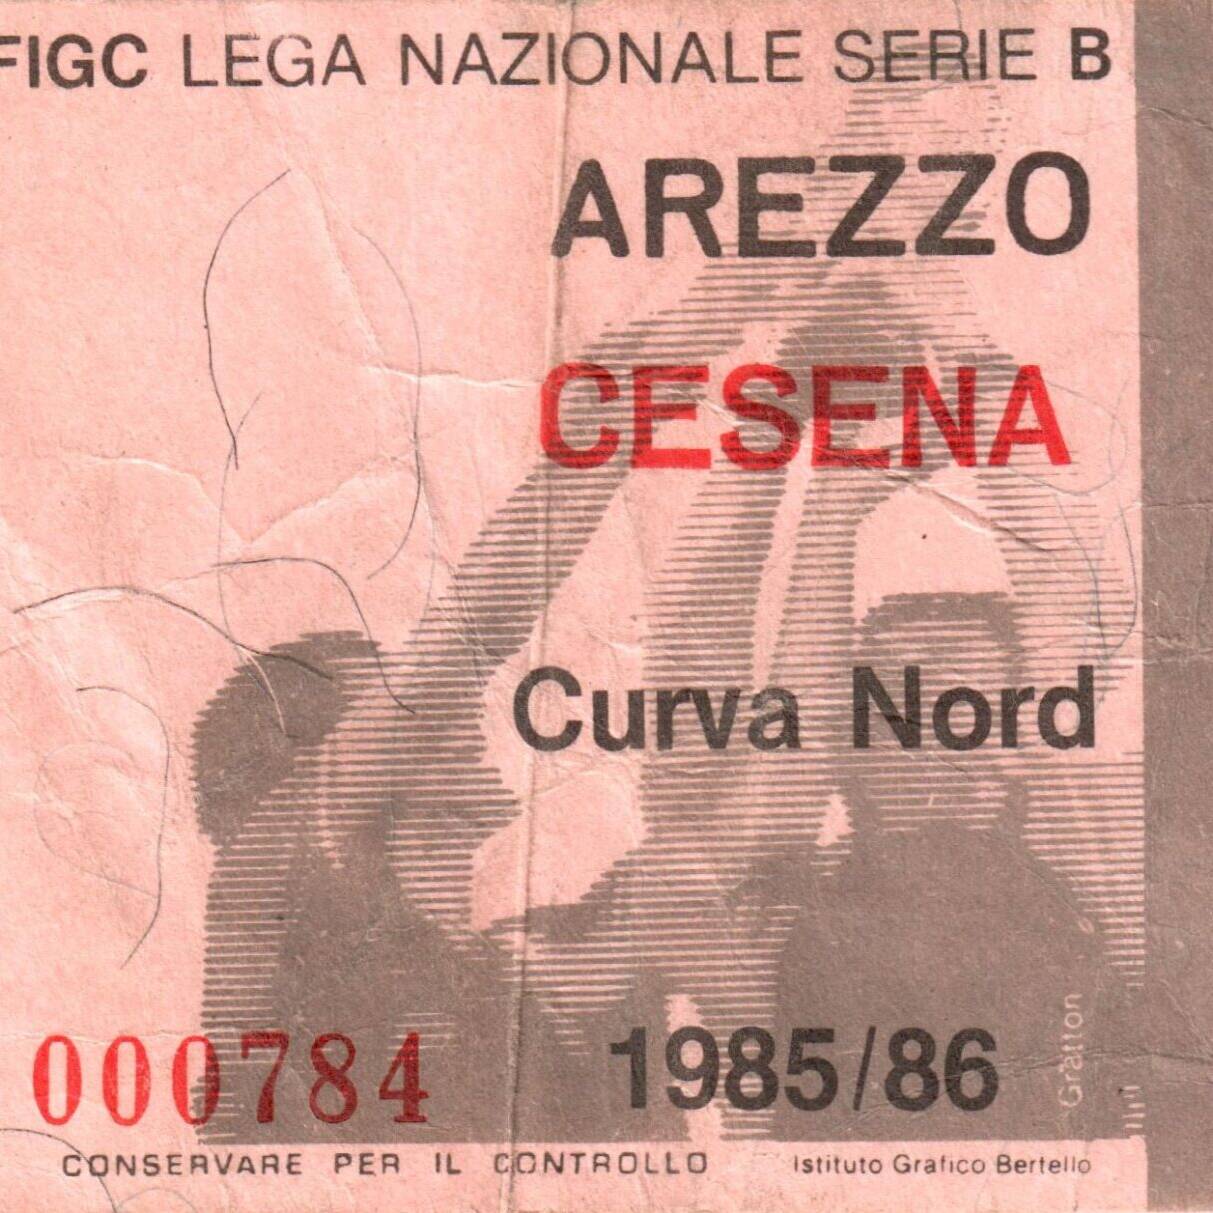 FIGC LEGA NAZIONALE SERIE B
AREZZO
CESENA
Curva Nord
000784
1985/86
Gratton
CONSERVARE PER IL CONTROLLO
Istituto Grafico Bertello